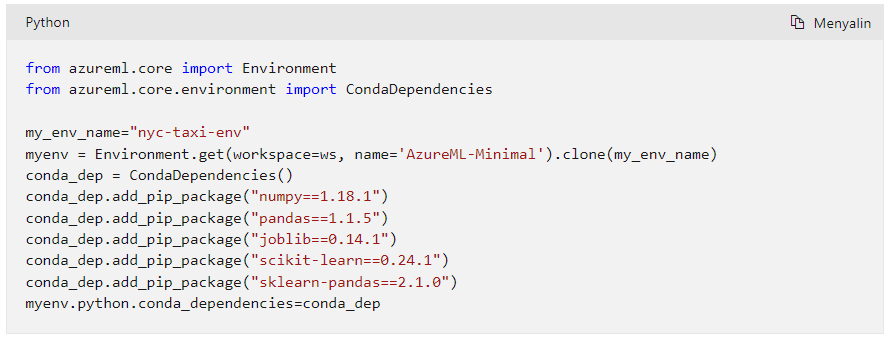 Python
Menyalin
from azureml.core import Environment
from azureml.core.environment import CondaDependencies
my_env_name="nyc-taxi-env"
myenv = Environment.get(workspace=ws, name='AzureML-Minimal').clone(my_env_name)
conda_dep = CondaDependencies()
conda_dep.add_pip_package("numpy==1.18.1")
conda_dep.add_pip_package("pandas==1.1.5")
conda_dep.add_pip_package("joblib==0.14.1")
conda_dep.add_pip_package("scikit-learn==0.24.1")
conda_dep.add_pip_package("sklearn-pandas==2.1.0")
myenv.python.conda_dependencies=conda_dep